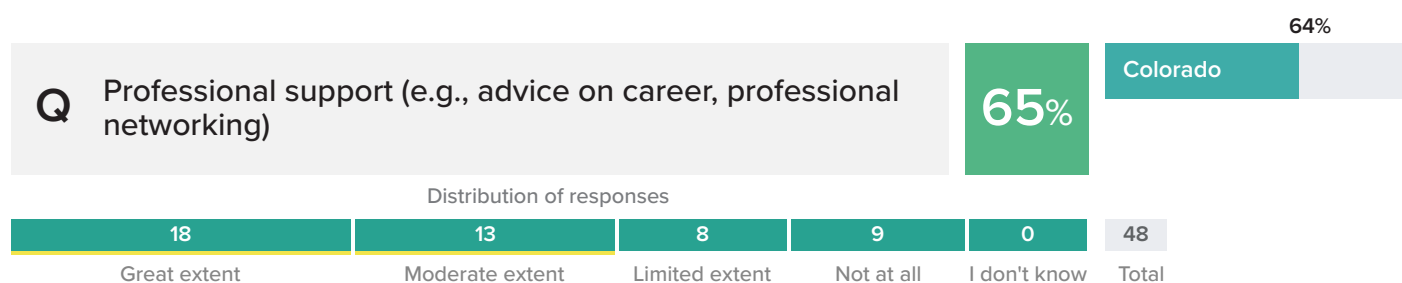 64%
Q
Professional support (e.g., advice on career, professional
networking)
65%
Colorado
Distribution of responses
18 13 8 9 0 48
Great extent Moderate extent Limited extent Not at all I don't know Total